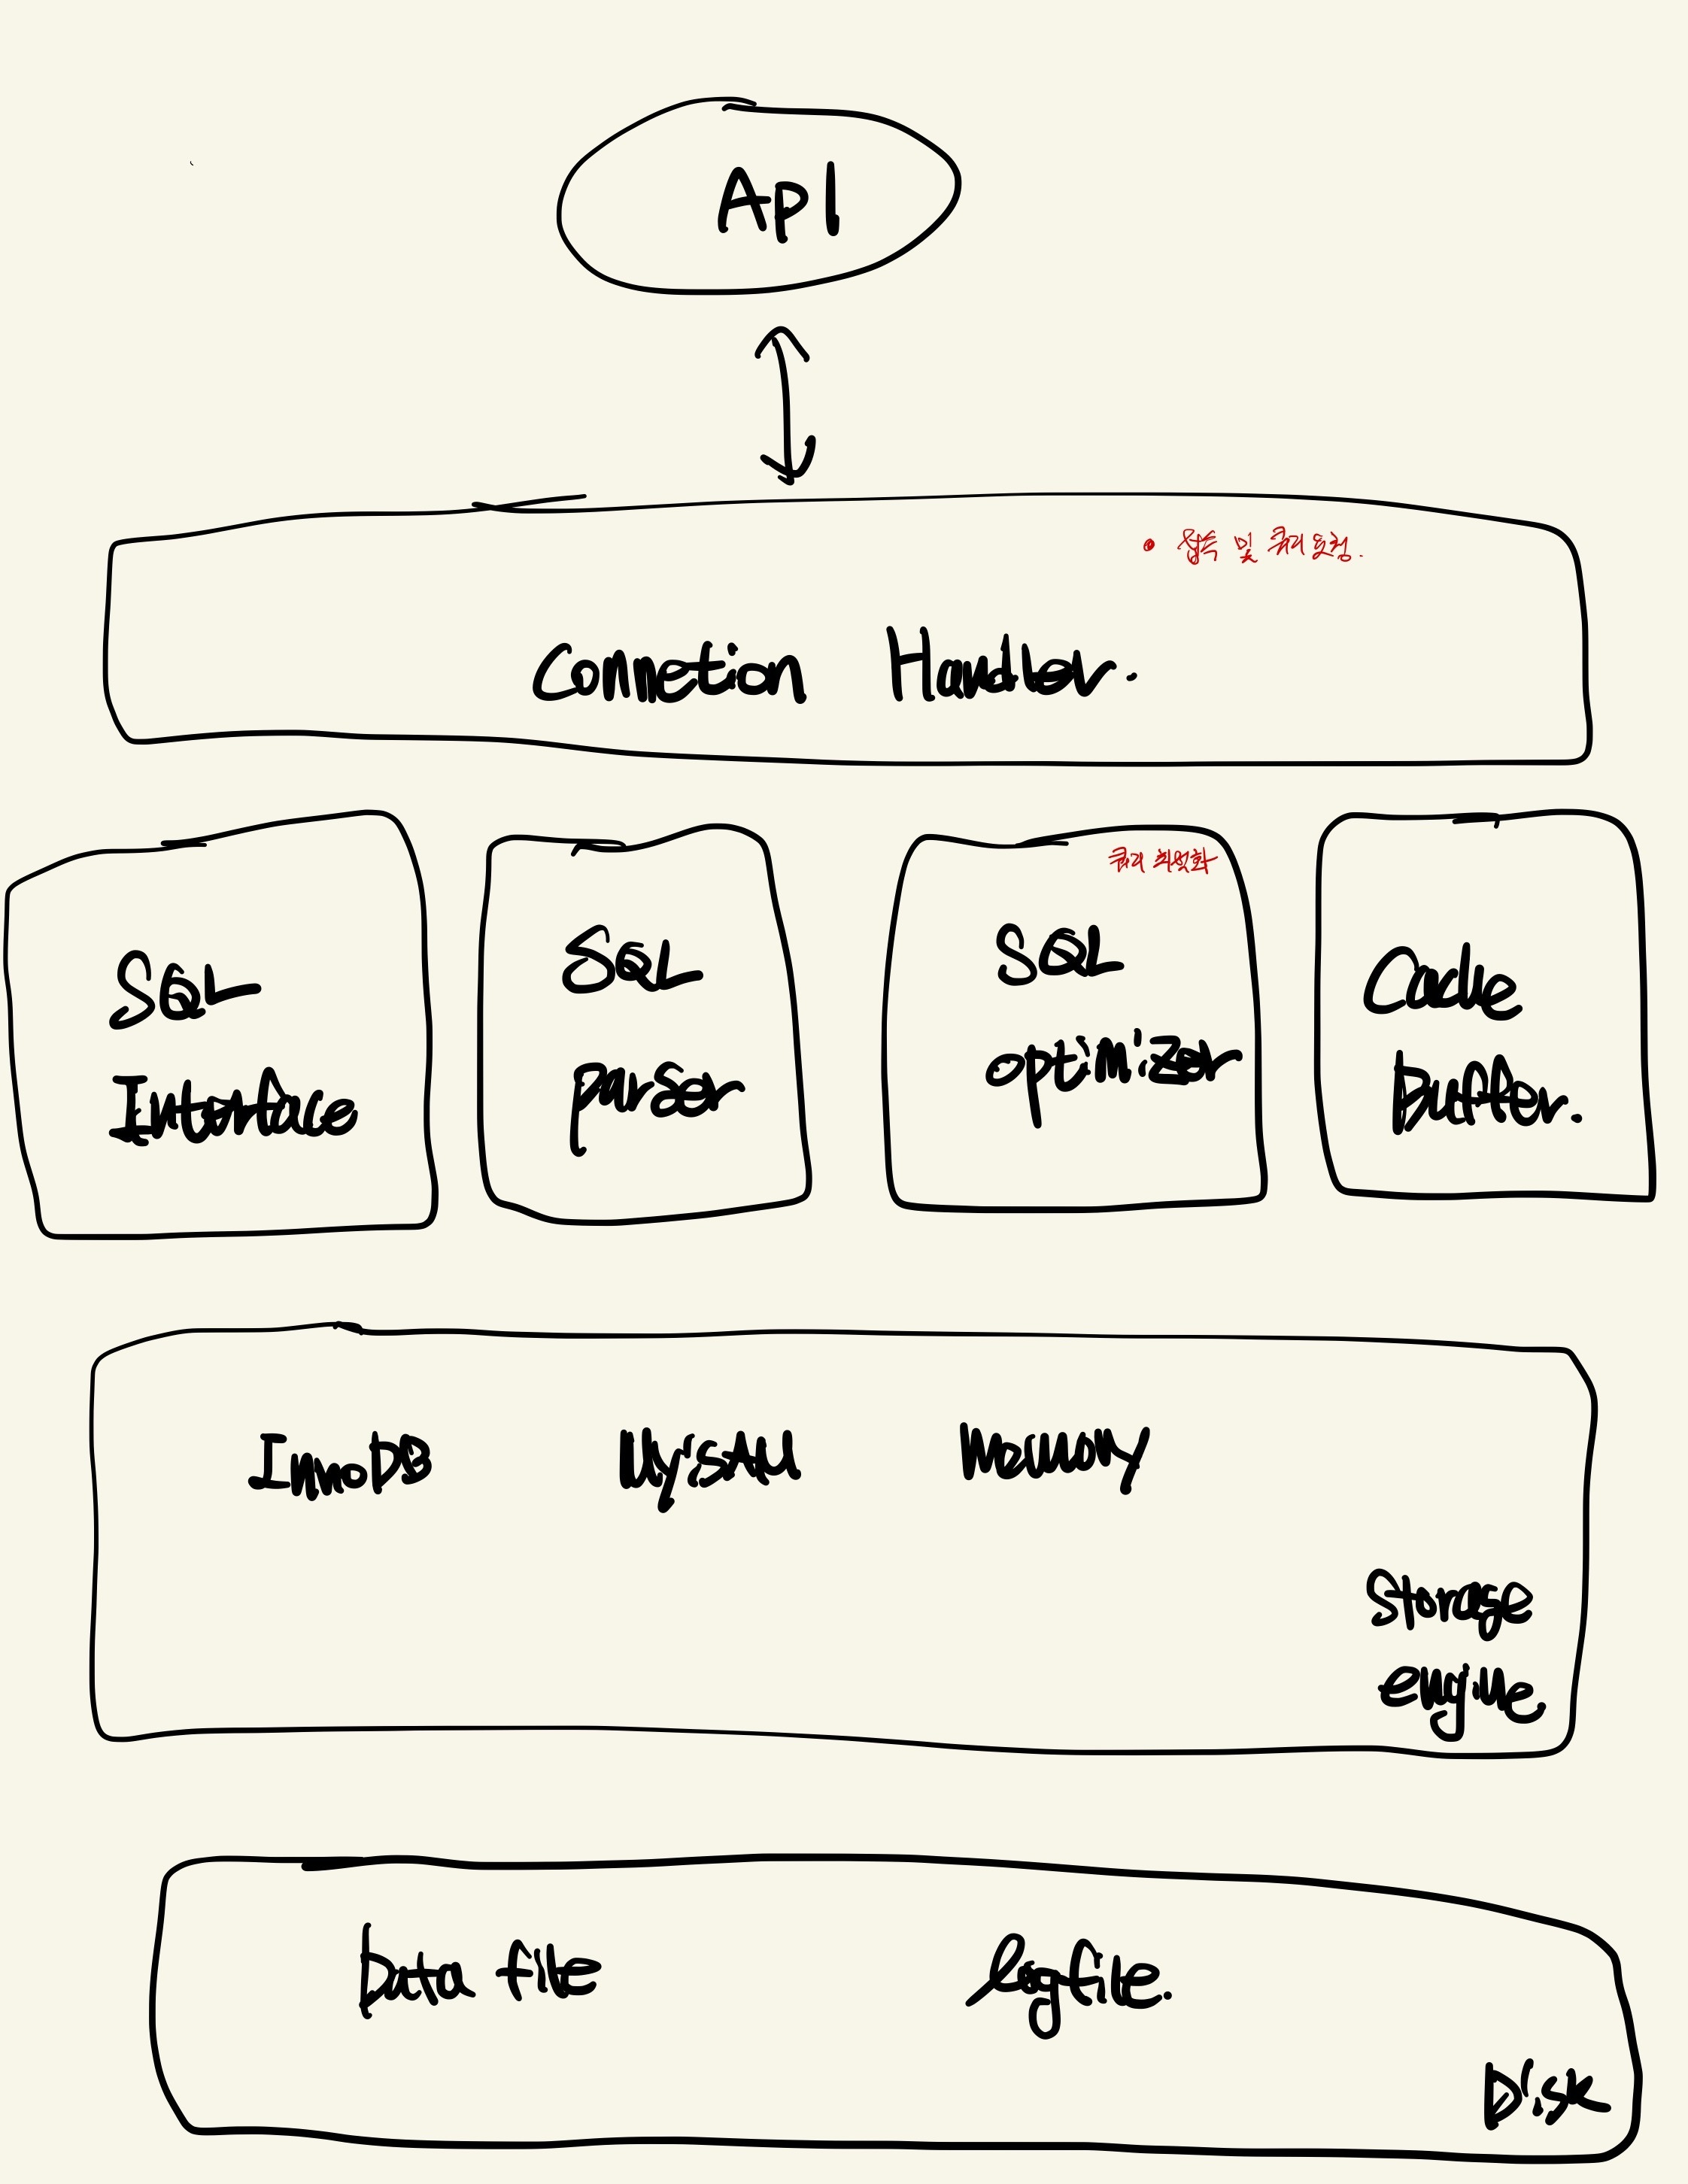 API
• 접속 및 쿼리 요청.
Connetion Handler.
SQL
Interface
SQL
parser
쿼리 최적화
SQL
optimizer
Cache
Buffer.
InnoDB
MyISAM
Memory
Storage
engine.
Data file
logfile.
Disk